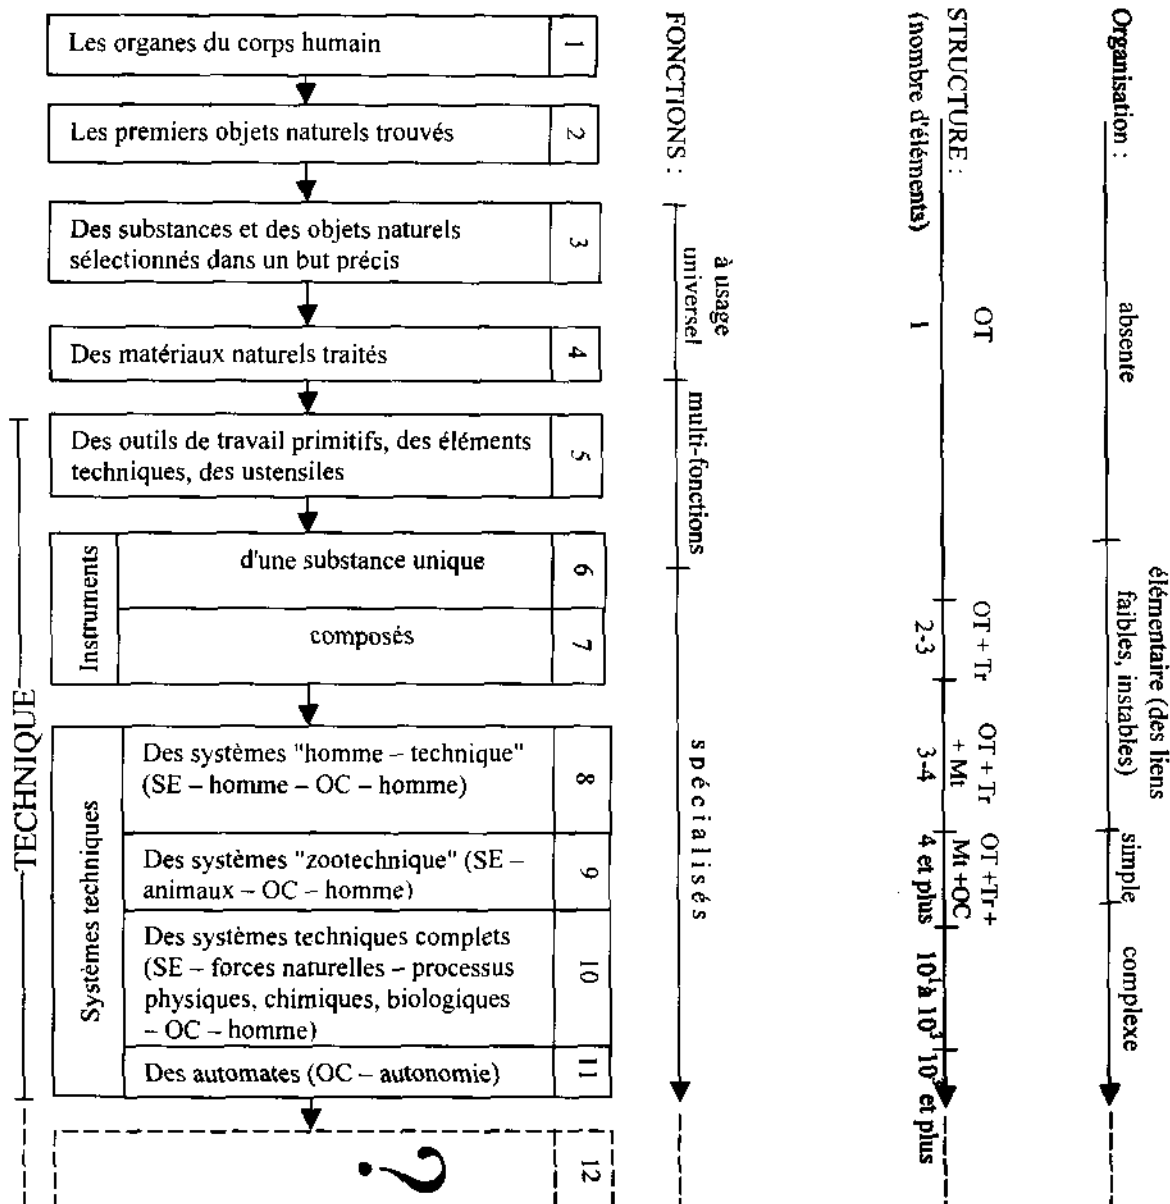 Les organes du corps humain
1
Les premiers objets naturels trouvés
2
Des substances et des objets naturels
sélectionnés dans un but précis
3
Des matériaux naturels traités
4
Des outils de travail primitifs, des éléments
techniques, des ustensiles
5
Instruments
d'une substance unique
6
composés
7
Systèmes techniques
Des systèmes "homme – technique"
(SE – homme – OC – homme)
8
Des systèmes "zootechnique" (SE –
animaux – OC – homme)
9
Des systèmes techniques complets
(SE – forces naturelles – processus
physiques, chimiques, biologiques
– OC – homme)
10
Des automates (OC – autonomie)
11
?
12
TECHNIQUE
FONCTIONS :
à usage
universel
multi-fonctions
spécialisés
STRUCTURE :
(nombre d'éléments)
OT
1
OT + Tr
2-3
OT + Tr
+ Mt
3-4
OT +Tr+
Mt +OC
4 et plus
10¹à 10³
10³ et plus
Organisation :
absente
élémentaire (des liens
faibles, instables)
simple
complexe